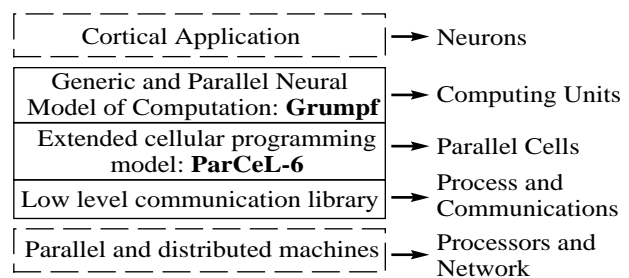 Cortical Application
Neurons
Generic and Parallel Neural
Model of Computation: Grumpf
Computing Units
Extended cellular programming
model: ParCeL-6
Parallel Cells
Low level communication library
Process and
Communications
Parallel and distributed machines
Processors and
Network